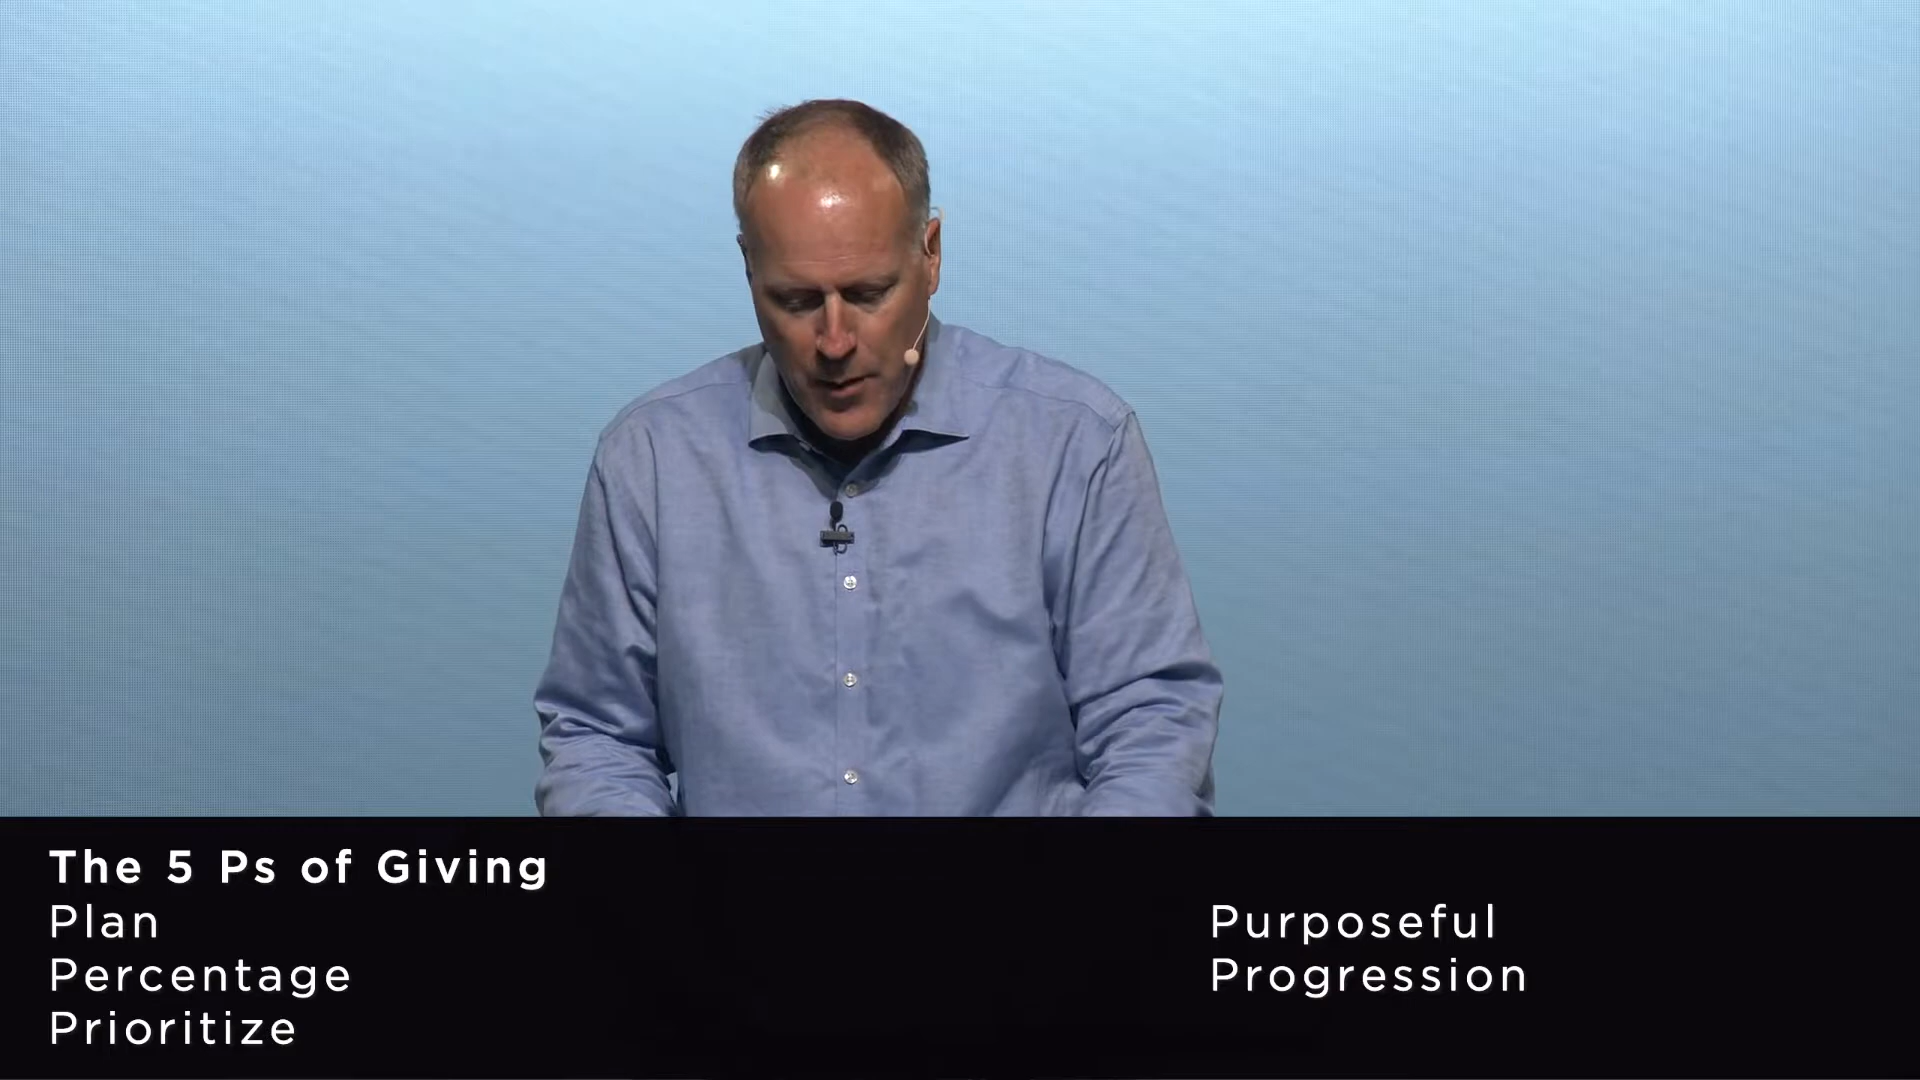 The 5 Ps of Giving
Plan
Percentage
Prioritize
Purposeful
Progression